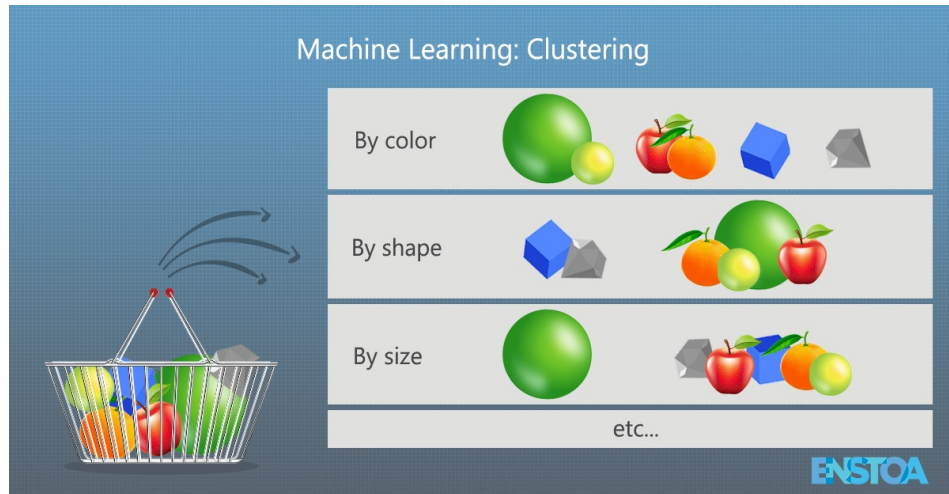 Machine Learning: Clustering
By color
By shape
By size
etc...
ENSTOA